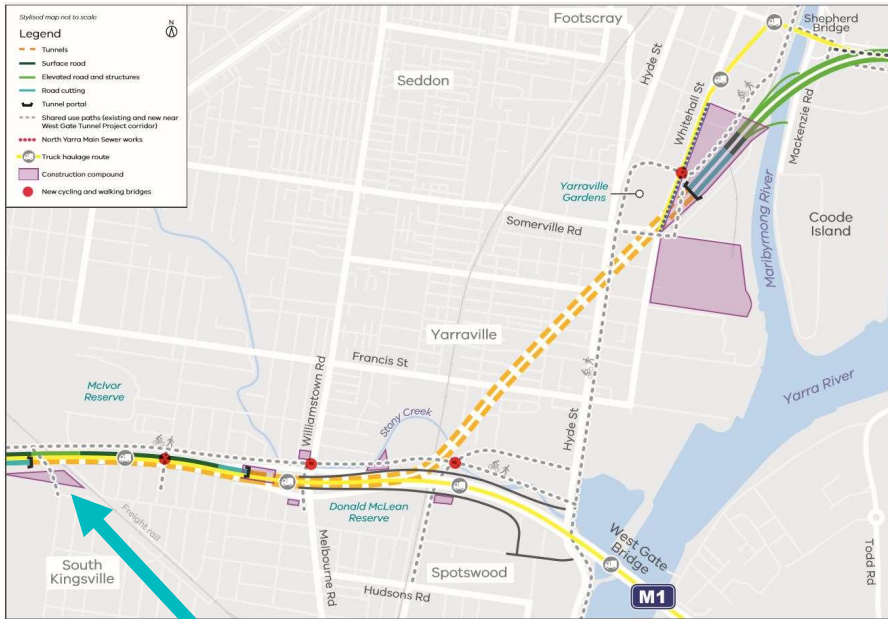 Stylised map not to scale
N
Legend
Tunnels
Surface road
Elevated road and structures
Road cutting
Tunnel portal
Shared use paths (existing and new near
West Gate Tunnel Project corridor)
North Yarra Main Sewer works
Truck haulage route
Construction compound
New cycling and walking bridges
Footscray
Shepherd
Bridge
Seddon
Hyde St
Whitehall St
Mackenzie Rd
Yarraville
Gardens
Maribyrnong River
Coode
Island
Somerville Rd
Yarraville
Francis St
Yarra River
McIvor
Reserve
Williamstown Rd
Stony Creek
Hyde St
Donald McLean
Reserve
Freight rail
South
Kingsville
Melbourne Rd
Spotswood
West Gate
Bridge
Todd Rd
Hudsons Rd
M1